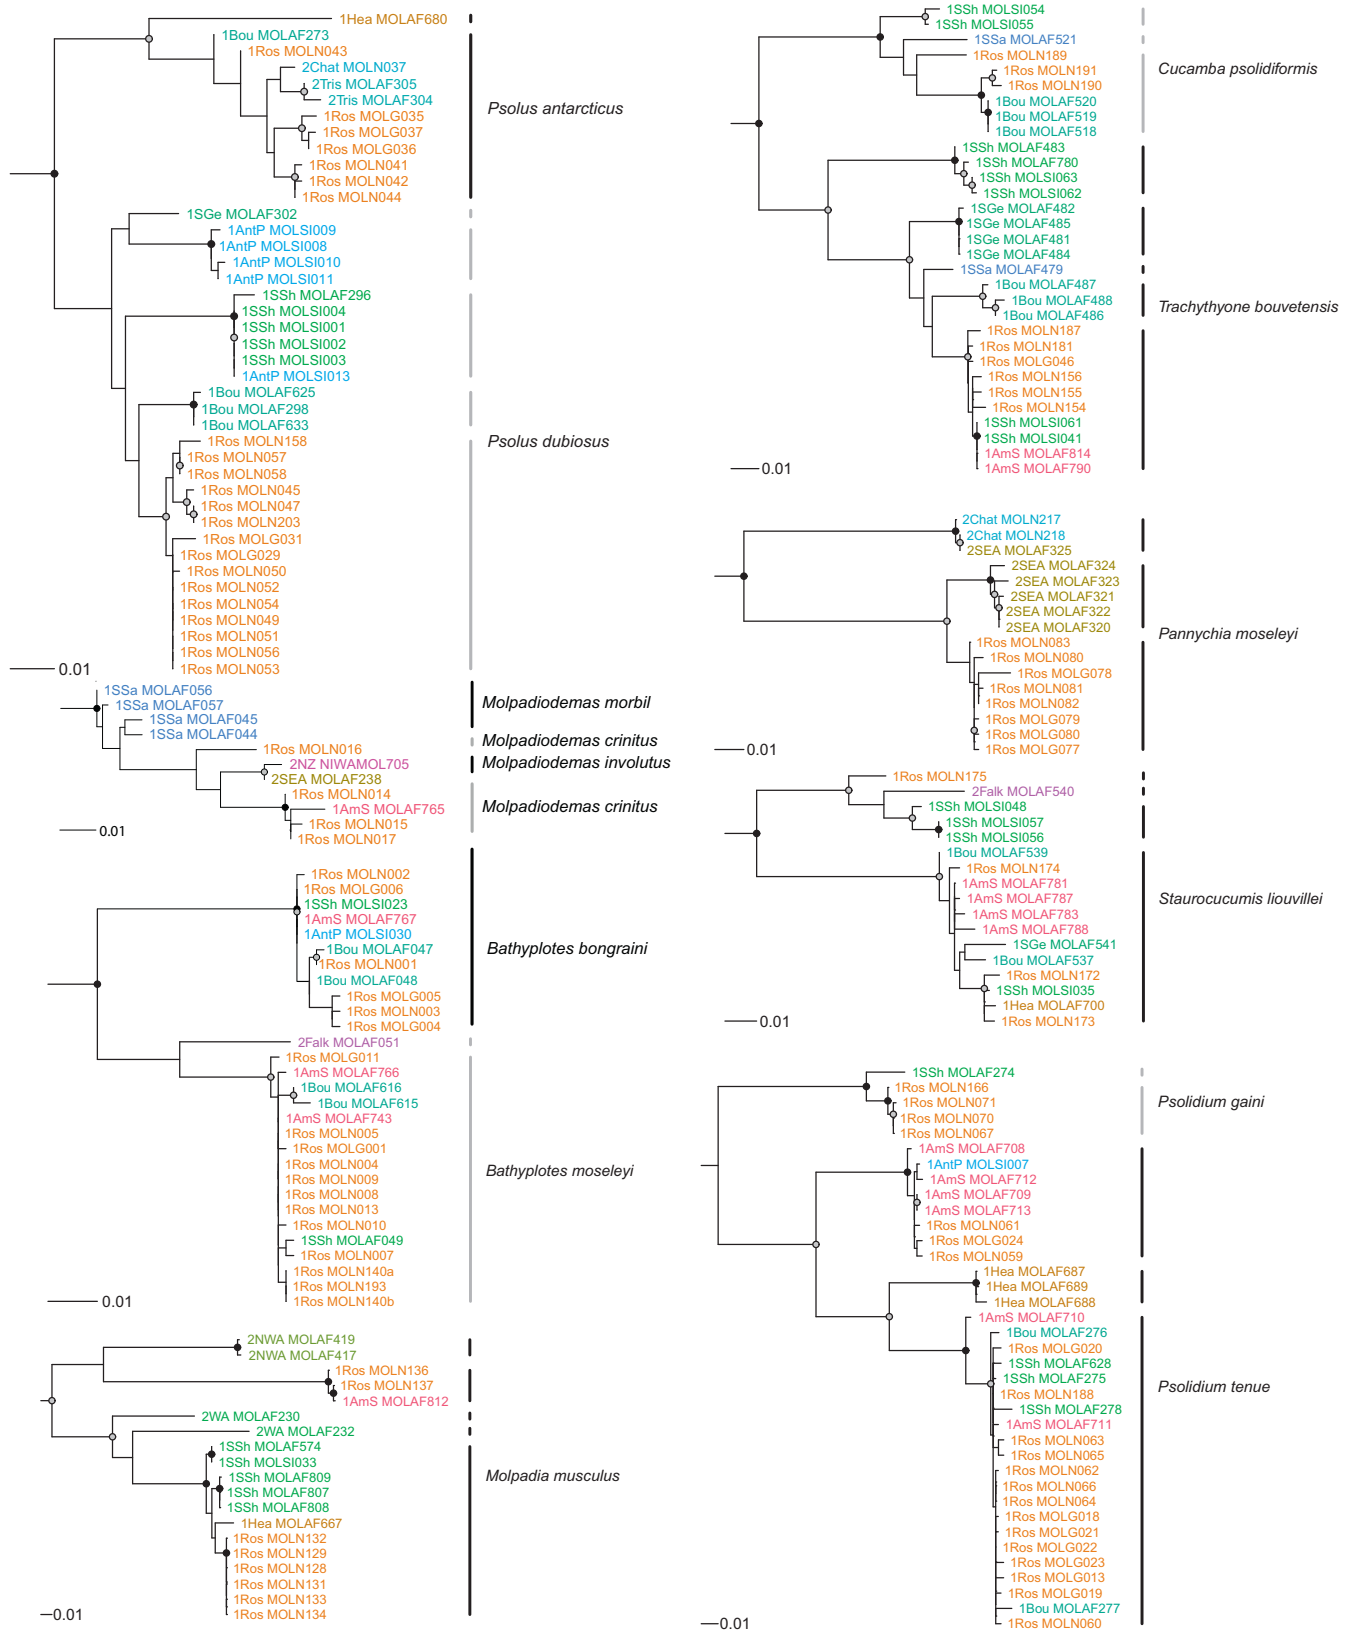 1Hea MOLAF680
1Bou MOLAF273
1Ros MOLN043
2Chat MOLN037
2Tris MOLAF305
2Tris MOLAF304
1Ros MOLG035
1Ros MOLG037
1Ros MOLG036
1Ros MOLN041
1Ros MOLN042
1Ros MOLN044
Psolus antarcticus
1SGe MOLAF302
1AntP MOLSI009
1AntP MOLSI008
1AntP MOLSI010
1AntP MOLSI011
1SSh MOLAF296
1SSh MOLSI004
1SSh MOLSI001
1SSh MOLSI002
1SSh MOLSI003
1AntP MOLSI013
1Bou MOLAF625
1Bou MOLAF298
1Bou MOLAF633
1Ros MOLN158
1Ros MOLN057
1Ros MOLN058
1Ros MOLN045
1Ros MOLN047
1Ros MOLN203
1Ros MOLG031
1Ros MOLG029
1Ros MOLN050
1Ros MOLN052
1Ros MOLN054
1Ros MOLN049
1Ros MOLN051
1Ros MOLN056
1Ros MOLN053
Psolus dubiosus
0.01
1SSa MOLAF056
1SSa MOLAF057
1SSa MOLAF045
1SSa MOLAF044
Molpadiodemas morbil
1Ros MOLN016
Molpadiodemas crinitus
2NZ NIWAMOL705
2SEA MOLAF238
Molpadiodemas involutus
1Ros MOLN014
1AmS MOLAF765
1Ros MOLN015
1Ros MOLN017
Molpadiodemas crinitus
0.01
1Ros MOLN002
1Ros MOLG006
1SSh MOLSI023
1AmS MOLAF767
1AntP MOLSI030
1Bou MOLAF047
1Ros MOLN001
1Bou MOLAF048
1Ros MOLG005
1Ros MOLN003
1Ros MOLG004
Bathyplotes bongraini
2Falk MOLAF051
1Ros MOLG011
1AmS MOLAF766
1Bou MOLAF616
1Bou MOLAF615
1AmS MOLAF743
1Ros MOLN005
1Ros MOLG001
1Ros MOLN004
1Ros MOLN009
1Ros MOLN008
1Ros MOLN013
1Ros MOLN010
1SSh MOLAF049
1Ros MOLN007
1Ros MOLN140a
1Ros MOLN193
1Ros MOLN140b
Bathyplotes moseleyi
0.01
2NWA MOLAF419
2NWA MOLAF417
1Ros MOLN136
1Ros MOLN137
1AmS MOLAF812
2WA MOLAF230
2WA MOLAF232
1SSh MOLAF574
1SSh MOLSI033
1SSh MOLAF809
1SSh MOLAF807
1SSh MOLAF808
1Hea MOLAF667
1Ros MOLN132
1Ros MOLN129
1Ros MOLN128
1Ros MOLN131
1Ros MOLN133
1Ros MOLN134
Molpadia musculus
0.01
1SSh MOLSI054
1SSh MOLSI055
1SSa MOLAF521
1Ros MOLN189
1Ros MOLN191
1Ros MOLN190
1Bou MOLAF520
1Bou MOLAF519
1Bou MOLAF518
Cucamba psolidiformis
1SSh MOLAF483
1SSh MOLAF780
1SSh MOLSI063
1SSh MOLSI062
1SGe MOLAF482
1SGe MOLAF485
1SGe MOLAF481
1SGe MOLAF484
1SSa MOLAF479
1Bou MOLAF487
1Bou MOLAF488
1Bou MOLAF486
1Ros MOLN187
1Ros MOLN181
1Ros MOLG046
1Ros MOLN156
1Ros MOLN155
1Ros MOLN154
1SSh MOLSI061
1SSh MOLSI041
1AmS MOLAF814
1AmS MOLAF790
Trachythyone bouvetensis
0.01
2Chat MOLN217
2Chat MOLN218
2SEA MOLAF325
2SEA MOLAF324
2SEA MOLAF323
2SEA MOLAF321
2SEA MOLAF322
2SEA MOLAF320
1Ros MOLN083
1Ros MOLN080
1Ros MOLG078
1Ros MOLN081
1Ros MOLN082
1Ros MOLG079
1Ros MOLG080
1Ros MOLG077
Pannychia moseleyi
0.01
1Ros MOLN175
2Falk MOLAF540
1SSh MOLSI048
1SSh MOLSI057
1SSh MOLSI056
1Bou MOLAF539
1Ros MOLN174
1AmS MOLAF781
1AmS MOLAF787
1AmS MOLAF783
1AmS MOLAF788
1SGe MOLAF541
1Bou MOLAF537
1Ros MOLN172
1SSh MOLSI035
1Hea MOLAF700
1Ros MOLN173
Staurocucumis liouvillei
0.01
1SSh MOLAF274
1Ros MOLN166
1Ros MOLN071
1Ros MOLN070
1Ros MOLN067
Psolidium gaini
1AmS MOLAF708
1AntP MOLSI007
1AmS MOLAF712
1AmS MOLAF709
1AmS MOLAF713
1Ros MOLN061
1Ros MOLG024
1Ros MOLN059
1Hea MOLAF687
1Hea MOLAF689
1Hea MOLAF688
1AmS MOLAF710
1Bou MOLAF276
1Ros MOLG020
1SSh MOLAF628
1SSh MOLAF275
1Ros MOLN188
1SSh MOLAF278
1AmS MOLAF711
1Ros MOLN063
1Ros MOLN065
1Ros MOLN062
1Ros MOLN066
1Ros MOLN064
1Ros MOLG018
1Ros MOLG021
1Ros MOLG022
1Ros MOLG023
1Ros MOLG013
1Ros MOLG019
1Bou MOLAF277
1Ros MOLN060
Psolidium tenue
0.01